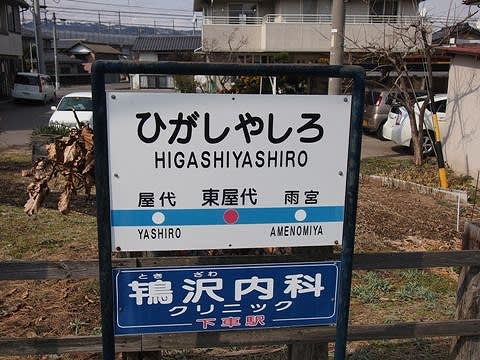 ひがしやしろ
HIGASHIYASHIRO
屋代 東屋代 雨宮
YASHIRO AMENOMIYA
とき ざわ
鴇沢内科
クリニック
下車駅